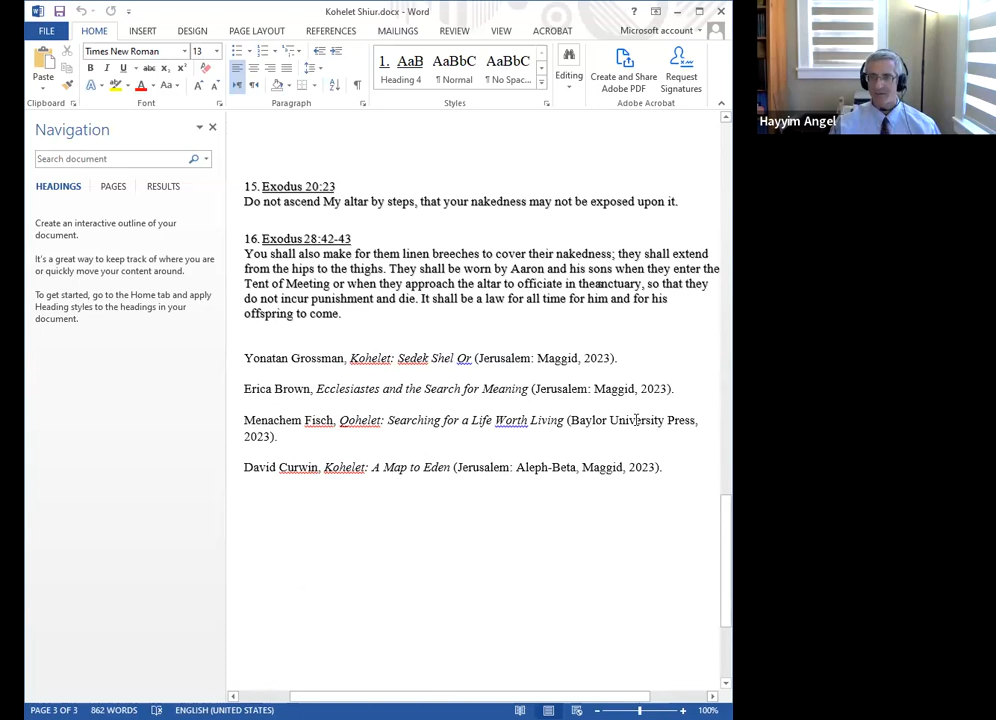 Kohelet Shiur.docx - Word
FILE HOME INSERT DESIGN PAGE LAYOUT REFERENCES MAILINGS REVIEW VIEW ACROBAT Microsoft account
Times New Roman 13
1. AaB AaBbC AaBbC
Paste
Heading 4 ¶ Normal ¶ No Spac...
Editing
Create and Share Adobe PDF
Request Signatures
Clipboard Font Paragraph Styles Adobe Acrobat
Hayyim Angel
Navigation
Search document
HEADINGS PAGES RESULTS
Create an interactive outline of your
document.
It's a great way to keep track of where you are
or quickly move your content around.
To get started, go to the Home tab and apply
Heading styles to the headings in your
document.
15. Exodus 20:23
Do not ascend My altar by steps, that your nakedness may not be exposed upon it.
16. Exodus 28:42-43
You shall also make for them linen breeches to cover their nakedness; they shall extend
from the hips to the thighs. They shall be worn by Aaron and his sons when they enter the
Tent of Meeting or when they approach the altar to officiate in theanctuary, so that they
do not incur punishment and die. It shall be a law for all time for him and for his
offspring to come.
Yonatan Grossman, Kohelet: Sedek Shel Or (Jerusalem: Maggid, 2023).
Erica Brown, Ecclesiastes and the Search for Meaning (Jerusalem: Maggid, 2023).
Menachem Fisch, Qohelet: Searching for a Life Worth Living (Baylor University Press,
2023).
David Curwin, Kohelet: A Map to Eden (Jerusalem: Aleph-Beta, Maggid, 2023).
PAGE 3 OF 3 862 WORDS ENGLISH (UNITED STATES) 100%